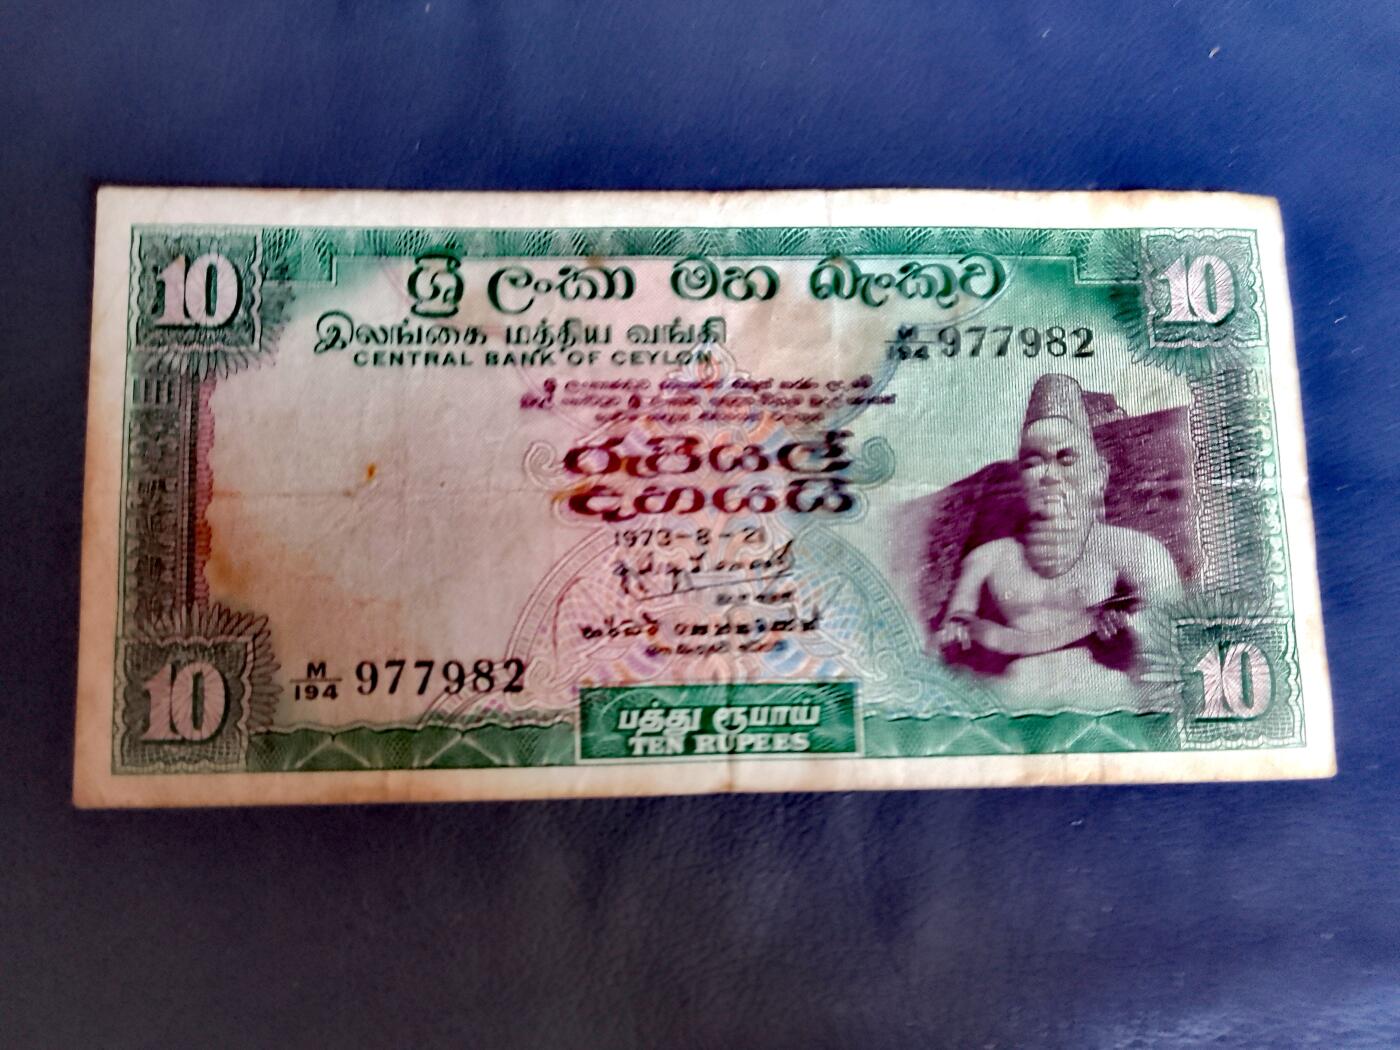 10
10
ශ්‍රී ලංකා මහ බැංකුව
இலங்கை மத்திய வங்கி
CENTRAL BANK OF CEYLON.
M/194 977982
රුපියල්
දහයයි
1973-8-21
M/194 977982
10
10
பத்து ரூபாய்
TEN RUPEES